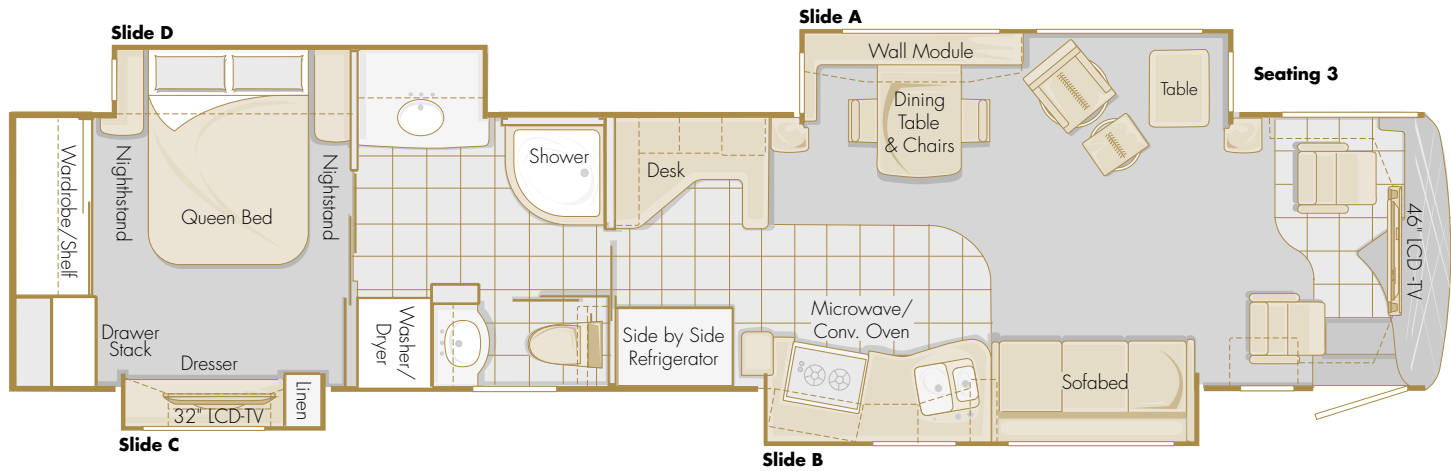 Slide D
Slide A
Wall Module
Seating 3
Table
Dining
Table
& Chairs
Shower
Desk
Wardrobe/Shelf
Nighthstand
Queen Bed
Nightstand
46" LCD -TV
Microwave/
Conv. Oven
Washer/
Dryer
Side by Side
Refrigerator
Drawer
Stack
Dresser
Linen
Sofabed
32" LCD-TV
Slide C
Slide B